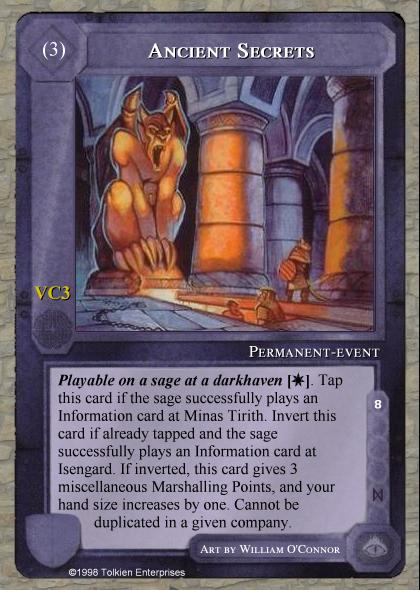 (3)
ANCIENT SECRETS
VC3
PERMANENT-EVENT
Playable on a sage at a darkhaven [✷]. Tap
this card if the sage successfully plays an
Information card at Minas Tirith. Invert this
card if already tapped and the sage
successfully plays an Information card at
Isengard. If inverted, this card gives 3
miscellaneous Marshalling Points, and your
hand size increases by one. Cannot be
duplicated in a given company.
8
ᛞ
ART BY WILLIAM O'CONNOR
©1998 Tolkien Enterprises